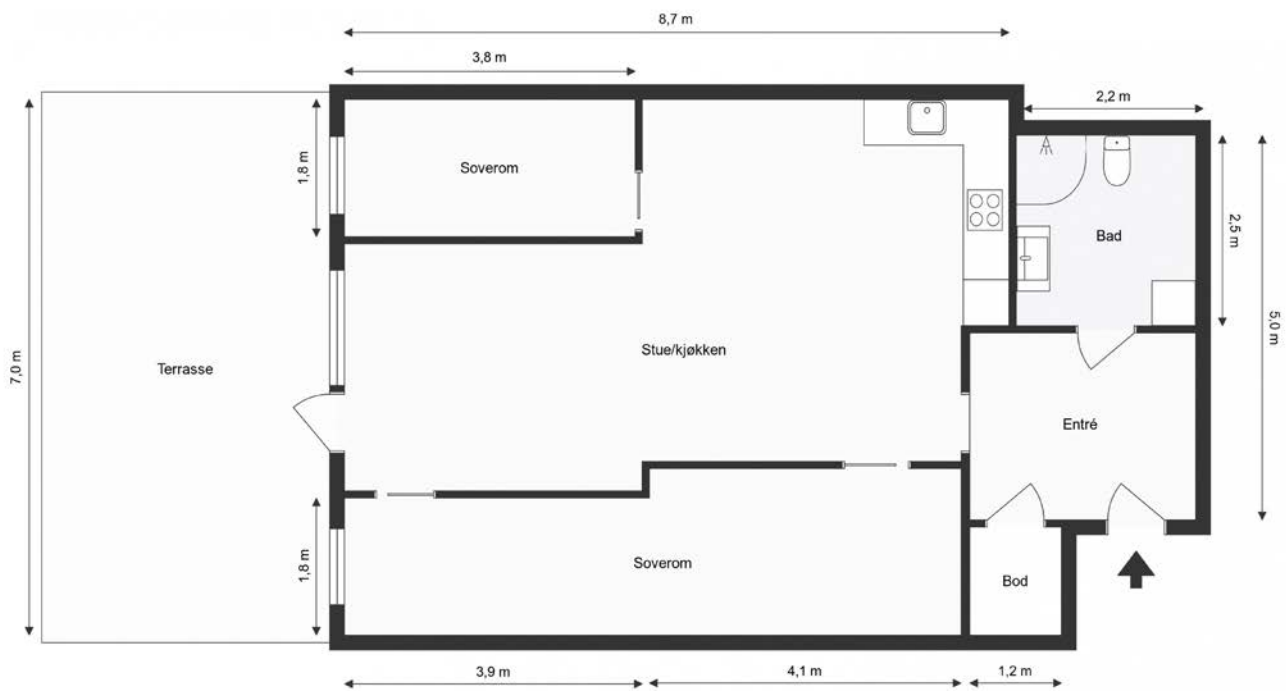 8,7 m
3,8 m
2,2 m
1,8 m
Soverom
Bad
2,5 m
5,0 m
7,0 m
Terrasse
Stue/kjøkken
Entré
1,8 m
Soverom
Bod
3,9 m
4,1 m
1,2 m